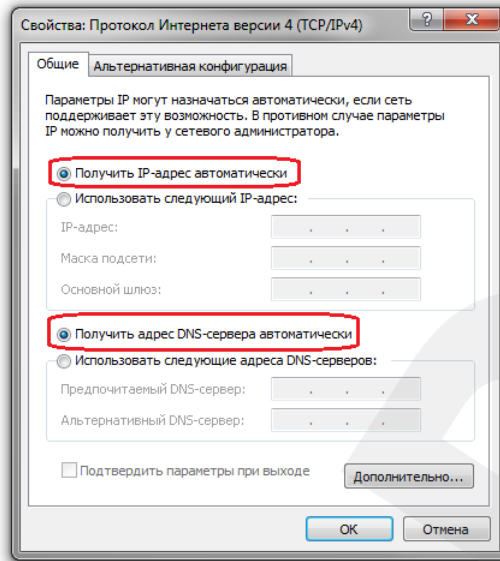 Свойства: Протокол Интернета версии 4 (TCP/IPv4)
Общие
Альтернативная конфигурация
Параметры IP могут назначаться автоматически, если сеть
поддерживает эту возможность. В противном случае параметры
IP можно получить у сетевого администратора.
Получить IP-адрес автоматически
Использовать следующий IP-адрес:
IP-адрес:
Маска подсети:
Основной шлюз:
Получить адрес DNS-сервера автоматически
Использовать следующие адреса DNS-серверов:
Предпочитаемый DNS-сервер:
Альтернативный DNS-сервер:
Подтвердить параметры при выходе
Дополнительно...
ОК
Отмена